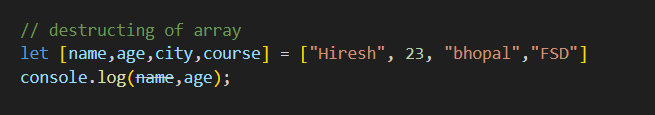 // destructing of array
let [name,age,city,course] = ["Hiresh", 23, "bhopal","FSD"]
console.log(name,age);